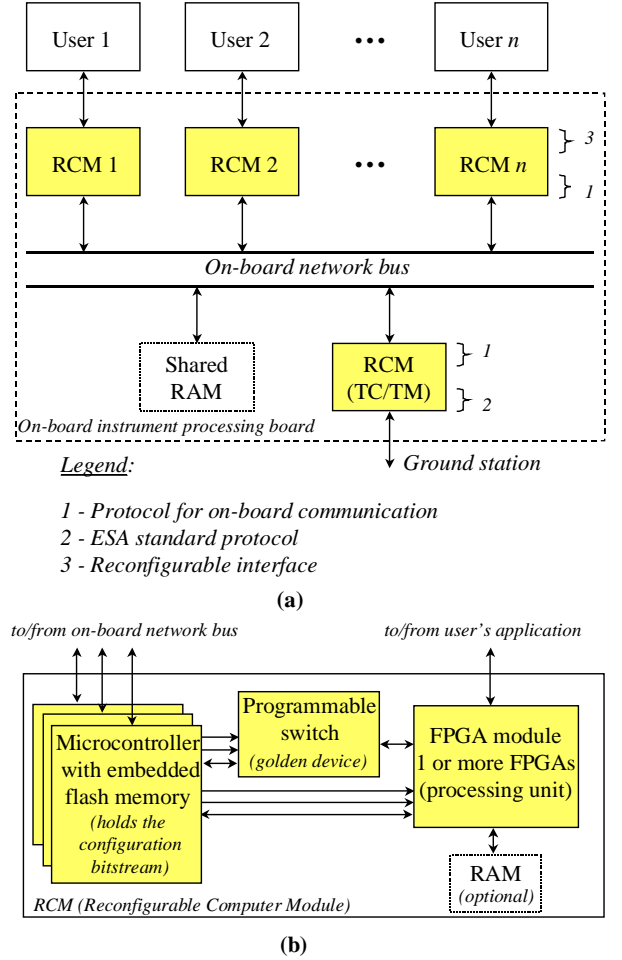 User 1
User 2
•••
User n
RCM 1
RCM 2
•••
RCM n
3
1
On-board network bus
Shared
RAM
RCM
(TC/TM)
1
2
On-board instrument processing board
Ground station
Legend:
1 - Protocol for on-board communication
2 - ESA standard protocol
3 - Reconfigurable interface
(a)
to/from on-board network bus
to/from user's application
Microcontroller
with embedded
flash memory
(holds the
configuration
bitstream)
Programmable
switch
(golden device)
FPGA module
1 or more FPGAs
(processing unit)
RAM
(optional)
RCM (Reconfigurable Computer Module)
(b)